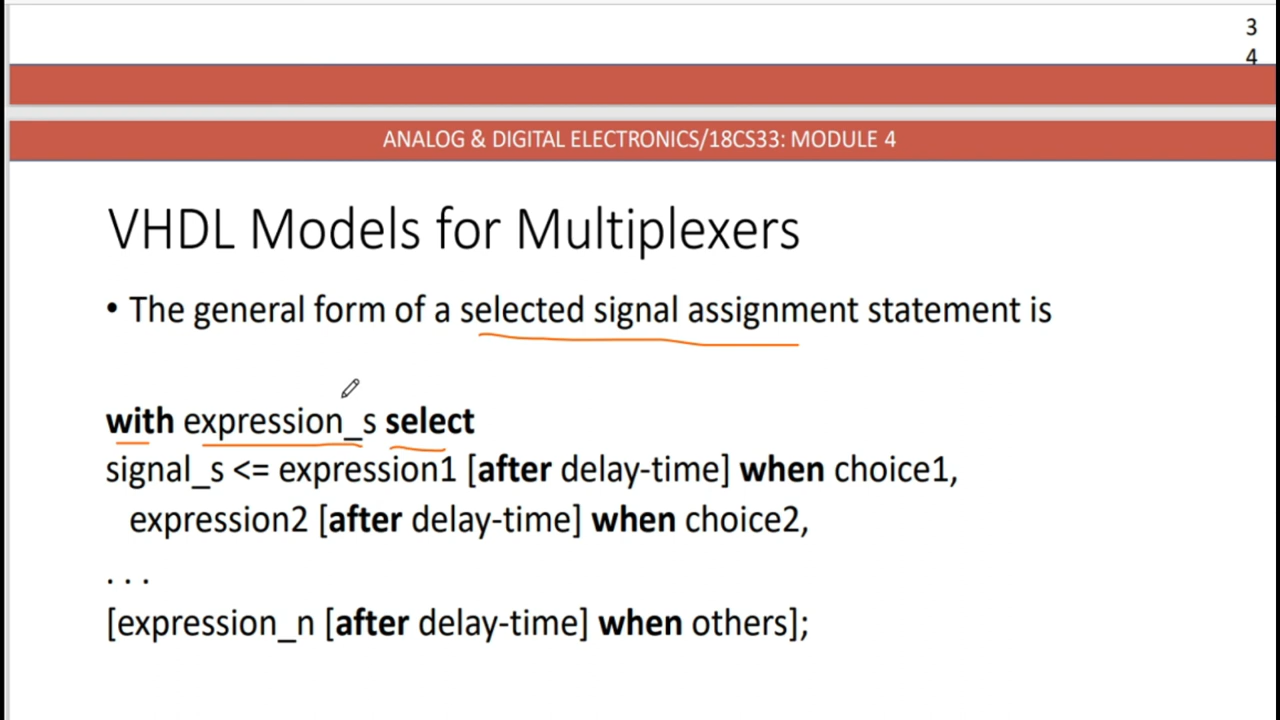 3
4
ANALOG & DIGITAL ELECTRONICS/18CS33: MODULE 4
VHDL Models for Multiplexers
• The general form of a selected signal assignment statement is
with expression_s select
signal_s <= expression1 [after delay-time] when choice1,
expression2 [after delay-time] when choice2,
. . .
[expression_n [after delay-time] when others];